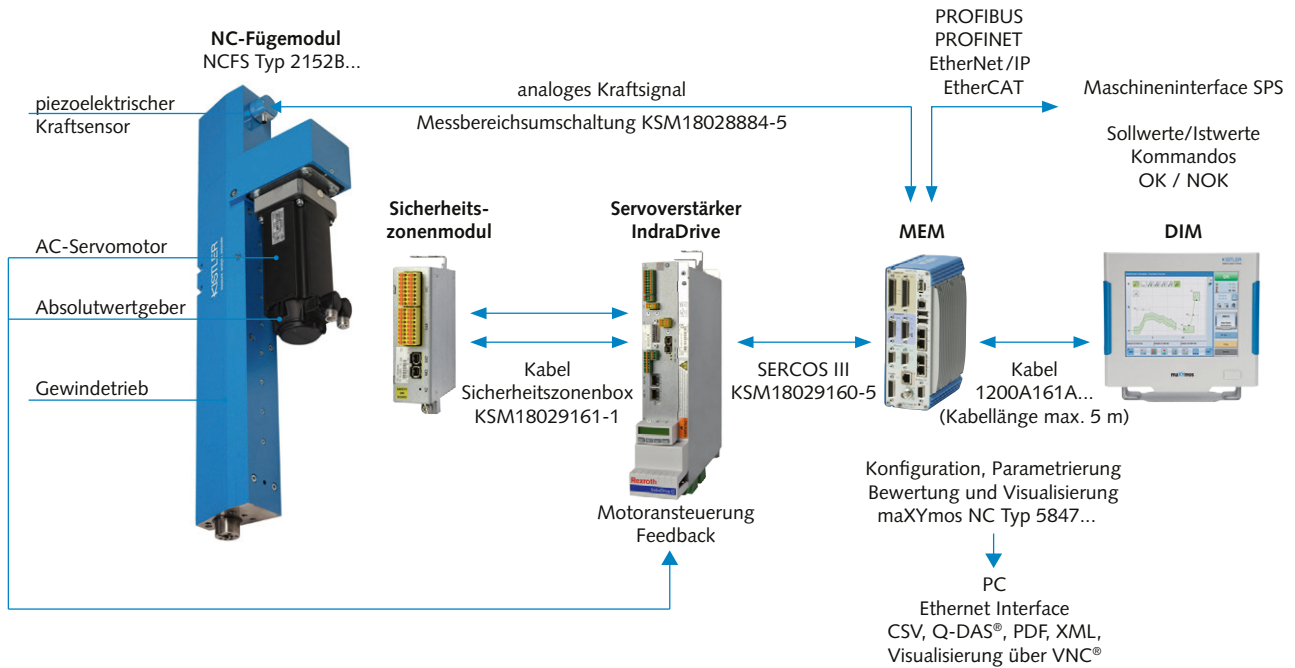 NC-Fügemodul
NCFS Typ 2152B...
piezoelektrischer
Kraftsensor
AC-Servomotor
Absolutwertgeber
Gewindetrieb
KISTLER
analoges Kraftsignal
Messbereichsumschaltung KSM18028884-5
PROFIBUS
PROFINET
EtherNet/IP
EtherCAT
Maschineninterface SPS
Sollwerte/Istwerte
Kommandos
OK / NOK
Sicherheits-
zonenmodul
Kabel
Sicherheitszonenbox
KSM18029161-1
Servoverstärker
IndraDrive
Rexroth
Motoransteuerung
Feedback
SERCOS III
KSM18029160-5
MEM
Kabel
1200A161A...
(Kabellänge max. 5 m)
DIM
KISTLER
maXYmos
Konfiguration, Parametrierung
Bewertung und Visualisierung
maXYmos NC Typ 5847...
PC
Ethernet Interface
CSV, Q-DAS®, PDF, XML,
Visualisierung über VNC®